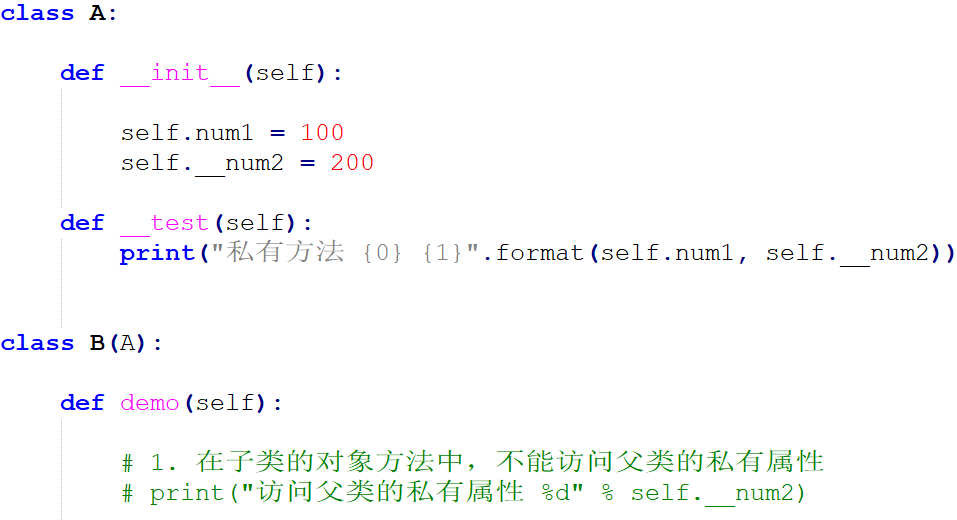 class A:
    def __init__(self):
        self.num1 = 100
        self.__num2 = 200
    def __test(self):
        print("私有方法 {0} {1}".format(self.num1, self.__num2))
class B(A):
    def demo(self):
        # 1. 在子类的对象方法中，不能访问父类的私有属性
        # print("访问父类的私有属性 %d" % self.__num2)